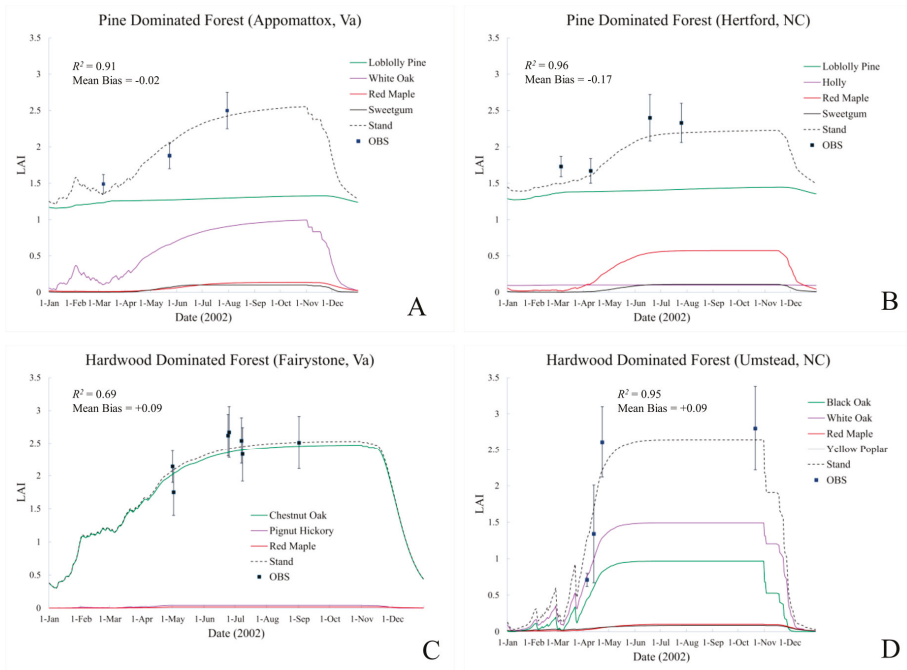 Pine Dominated Forest (Appomattox, Va)
R² = 0.91
Mean Bias = -0.02
Loblolly Pine
White Oak
Red Maple
Sweetgum
Stand
OBS
LAI
3.5
3
2.5
2
1.5
1
0.5
0
1-Jan 1-Feb 1-Mar 1-Apr 1-May 1-Jun 1-Jul 1-Aug 1-Sep 1-Oct 1-Nov 1-Dec
Date (2002)
A
Pine Dominated Forest (Hertford, NC)
R² = 0.96
Mean Bias = -0.17
Loblolly Pine
Holly
Red Maple
Sweetgum
Stand
OBS
LAI
3.5
3
2.5
2
1.5
1
0.5
0
1-Jan 1-Feb 1-Mar 1-Apr 1-May 1-Jun 1-Jul 1-Aug 1-Sep 1-Oct 1-Nov 1-Dec
Date (2002)
B
Hardwood Dominated Forest (Fairystone, Va)
R² = 0.69
Mean Bias = +0.09
Chestnut Oak
Pignut Hickory
Red Maple
Stand
OBS
LAI
3.5
3
2.5
2
1.5
1
0.5
0
1-Jan 1-Feb 1-Mar 1-Apr 1-May 1-Jun 1-Jul 1-Aug 1-Sep 1-Oct 1-Nov 1-Dec
Date (2002)
C
Hardwood Dominated Forest (Umstead, NC)
R² = 0.95
Mean Bias = +0.09
Black Oak
White Oak
Red Maple
Yellow Poplar
Stand
OBS
LAI
3.5
3
2.5
2
1.5
1
0.5
0
1-Jan 1-Feb 1-Mar 1-Apr 1-May 1-Jun 1-Jul 1-Aug 1-Sep 1-Oct 1-Nov 1-Dec
Date (2002)
D